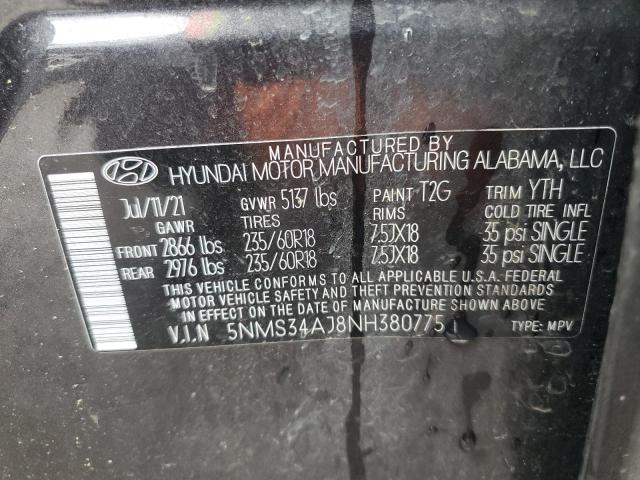 MANUFACTURED BY
HYUNDAI MOTOR MANUFACTURING ALABAMA, LLC
Jul/11/21 GVWR 5137 lbs PAINT T2G TRIM YTH
GAWR TIRES RIMS COLD TIRE INFL
FRONT 2866 lbs 235/60R18 7.5JX18 35 psi SINGLE
REAR 2976 lbs 235/60R18 7.5JX18 35 psi SINGLE
THIS VEHICLE CONFORMS TO ALL APPLICABLE U.S.A. FEDERAL
MOTOR VEHICLE SAFETY AND THEFT PREVENTION STANDARDS
IN EFFECT ON THE DATE OF MANUFACTURE SHOWN ABOVE.
V.I.N 5NMS34AJ8NH380775 TYPE: MPV